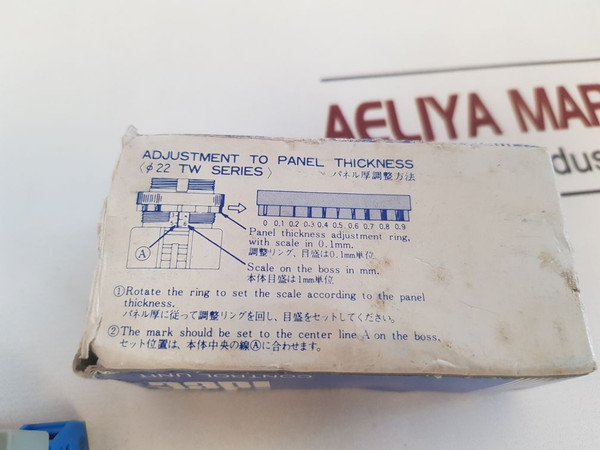 AELIYA MAR
ADJUSTMENT TO PANEL THICKNESS
〈φ22 TW SERIES〉 パネル厚調整方法
0 0.1 0.2 0.3 0.4 0.5 0.6 0.7 0.8 0.9
Panel thickness adjustment ring,
with scale in 0.1mm.
調整リング、目盛は0.1mm単位
A
Scale on the boss in mm.
本体目盛は1mm単位
①Rotate the ring to set the scale according to the panel
thickness.
パネル厚に従って調整リングを回し、目盛をセットしてください。
②The mark should be set to the center line A on the boss.
セット位置は、本体中央の線Ⓐに合わせます。
idec
CONTROL UNIT